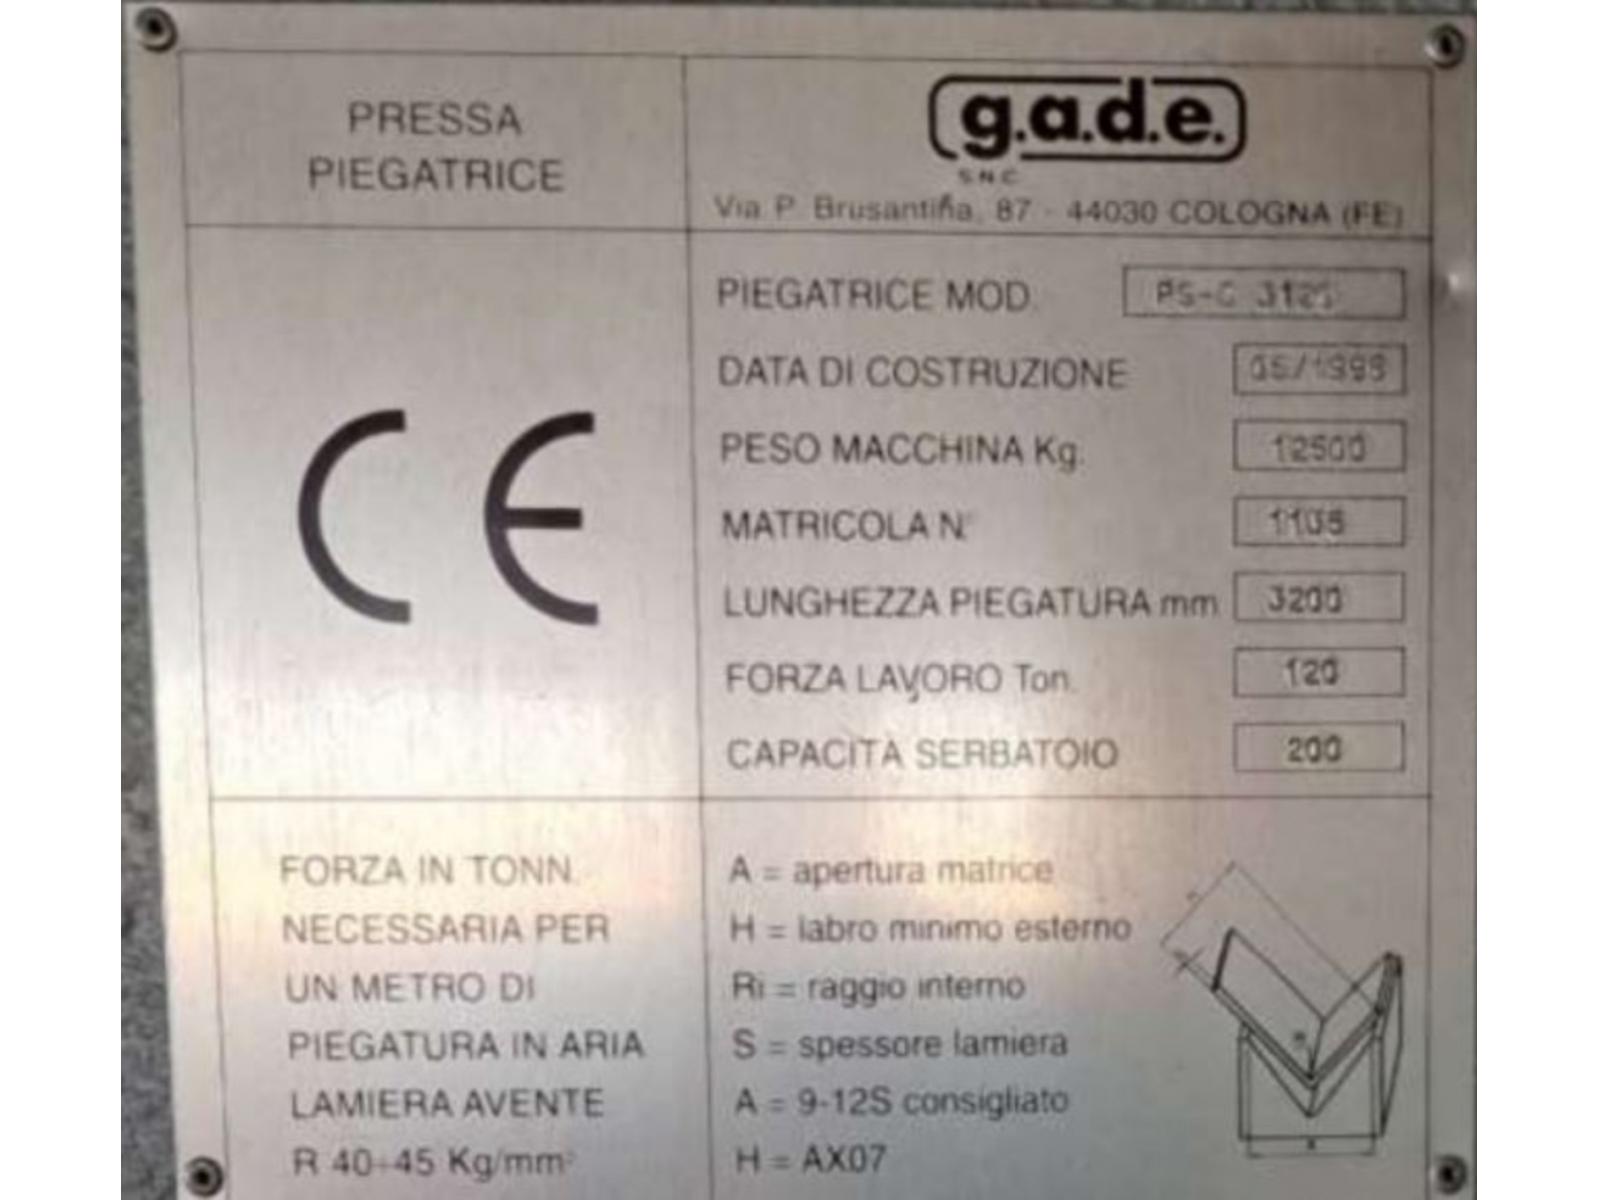 PRESSA
PIEGATRICE
g.a.d.e.
S.N.C.
Via P. Brusantina, 87 - 44030 COLOGNA (FE)
PIEGATRICE MOD.
DATA DI COSTRUZIONE
PESO MACCHINA Kg. 12500
MATRICOLA N°
LUNGHEZZA PIEGATURA mm 3200
FORZA LAVORO Ton. 120
CAPACITA SERBATOIO 200
FORZA IN TONN.
NECESSARIA PER
UN METRO DI
PIEGATURA IN ARIA
LAMIERA AVENTE
R 40÷45 Kg/mm²
A = apertura matrice
H = labro minimo esterno
Ri = raggio interno
S = spessore lamiera
A = 9-12S consigliato
H = AX07